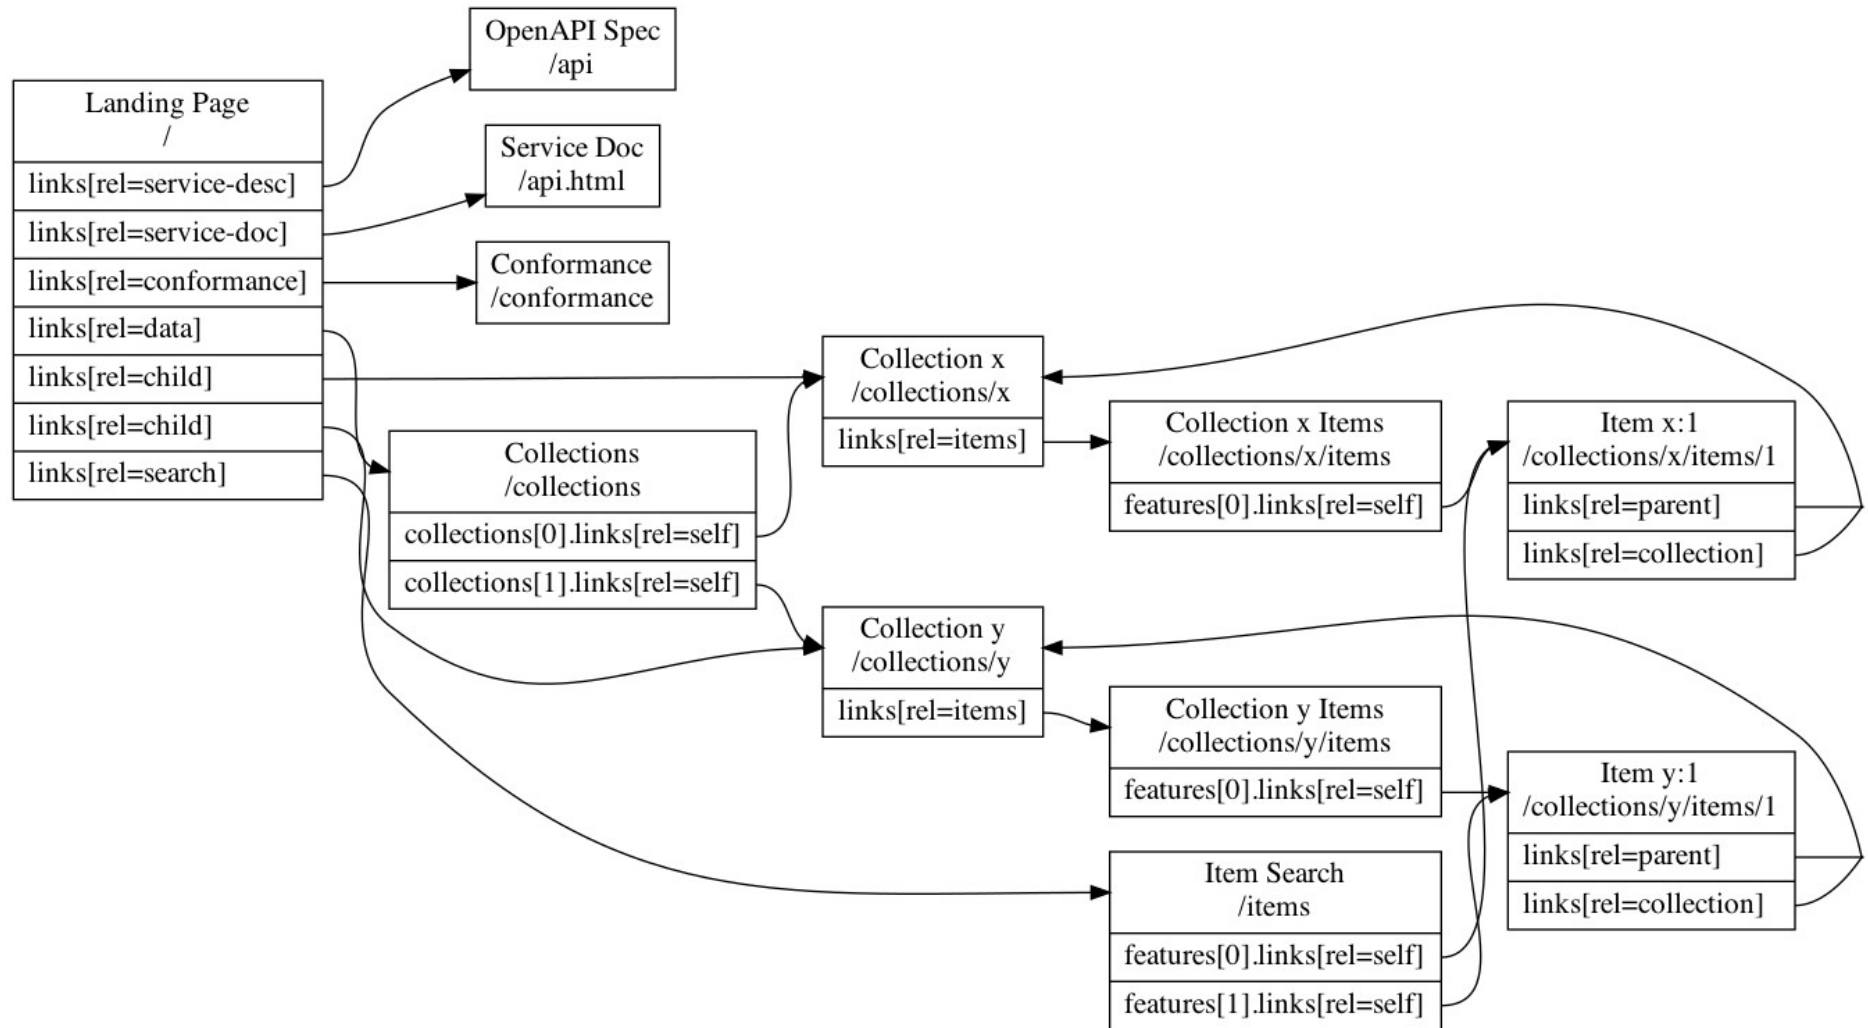 OpenAPI Spec
/api
Landing Page
/
links[rel=service-desc]
links[rel=service-doc]
links[rel=conformance]
links[rel=data]
links[rel=child]
links[rel=child]
links[rel=search]
Service Doc
/api.html
Conformance
/conformance
Collections
/collections
collections[0].links[rel=self]
collections[1].links[rel=self]
Collection x
/collections/x
links[rel=items]
Collection x Items
/collections/x/items
features[0].links[rel=self]
Item x:1
/collections/x/items/1
links[rel=parent]
links[rel=collection]
Collection y
/collections/y
links[rel=items]
Collection y Items
/collections/y/items
features[0].links[rel=self]
Item y:1
/collections/y/items/1
links[rel=parent]
links[rel=collection]
Item Search
/items
features[0].links[rel=self]
features[1].links[rel=self]